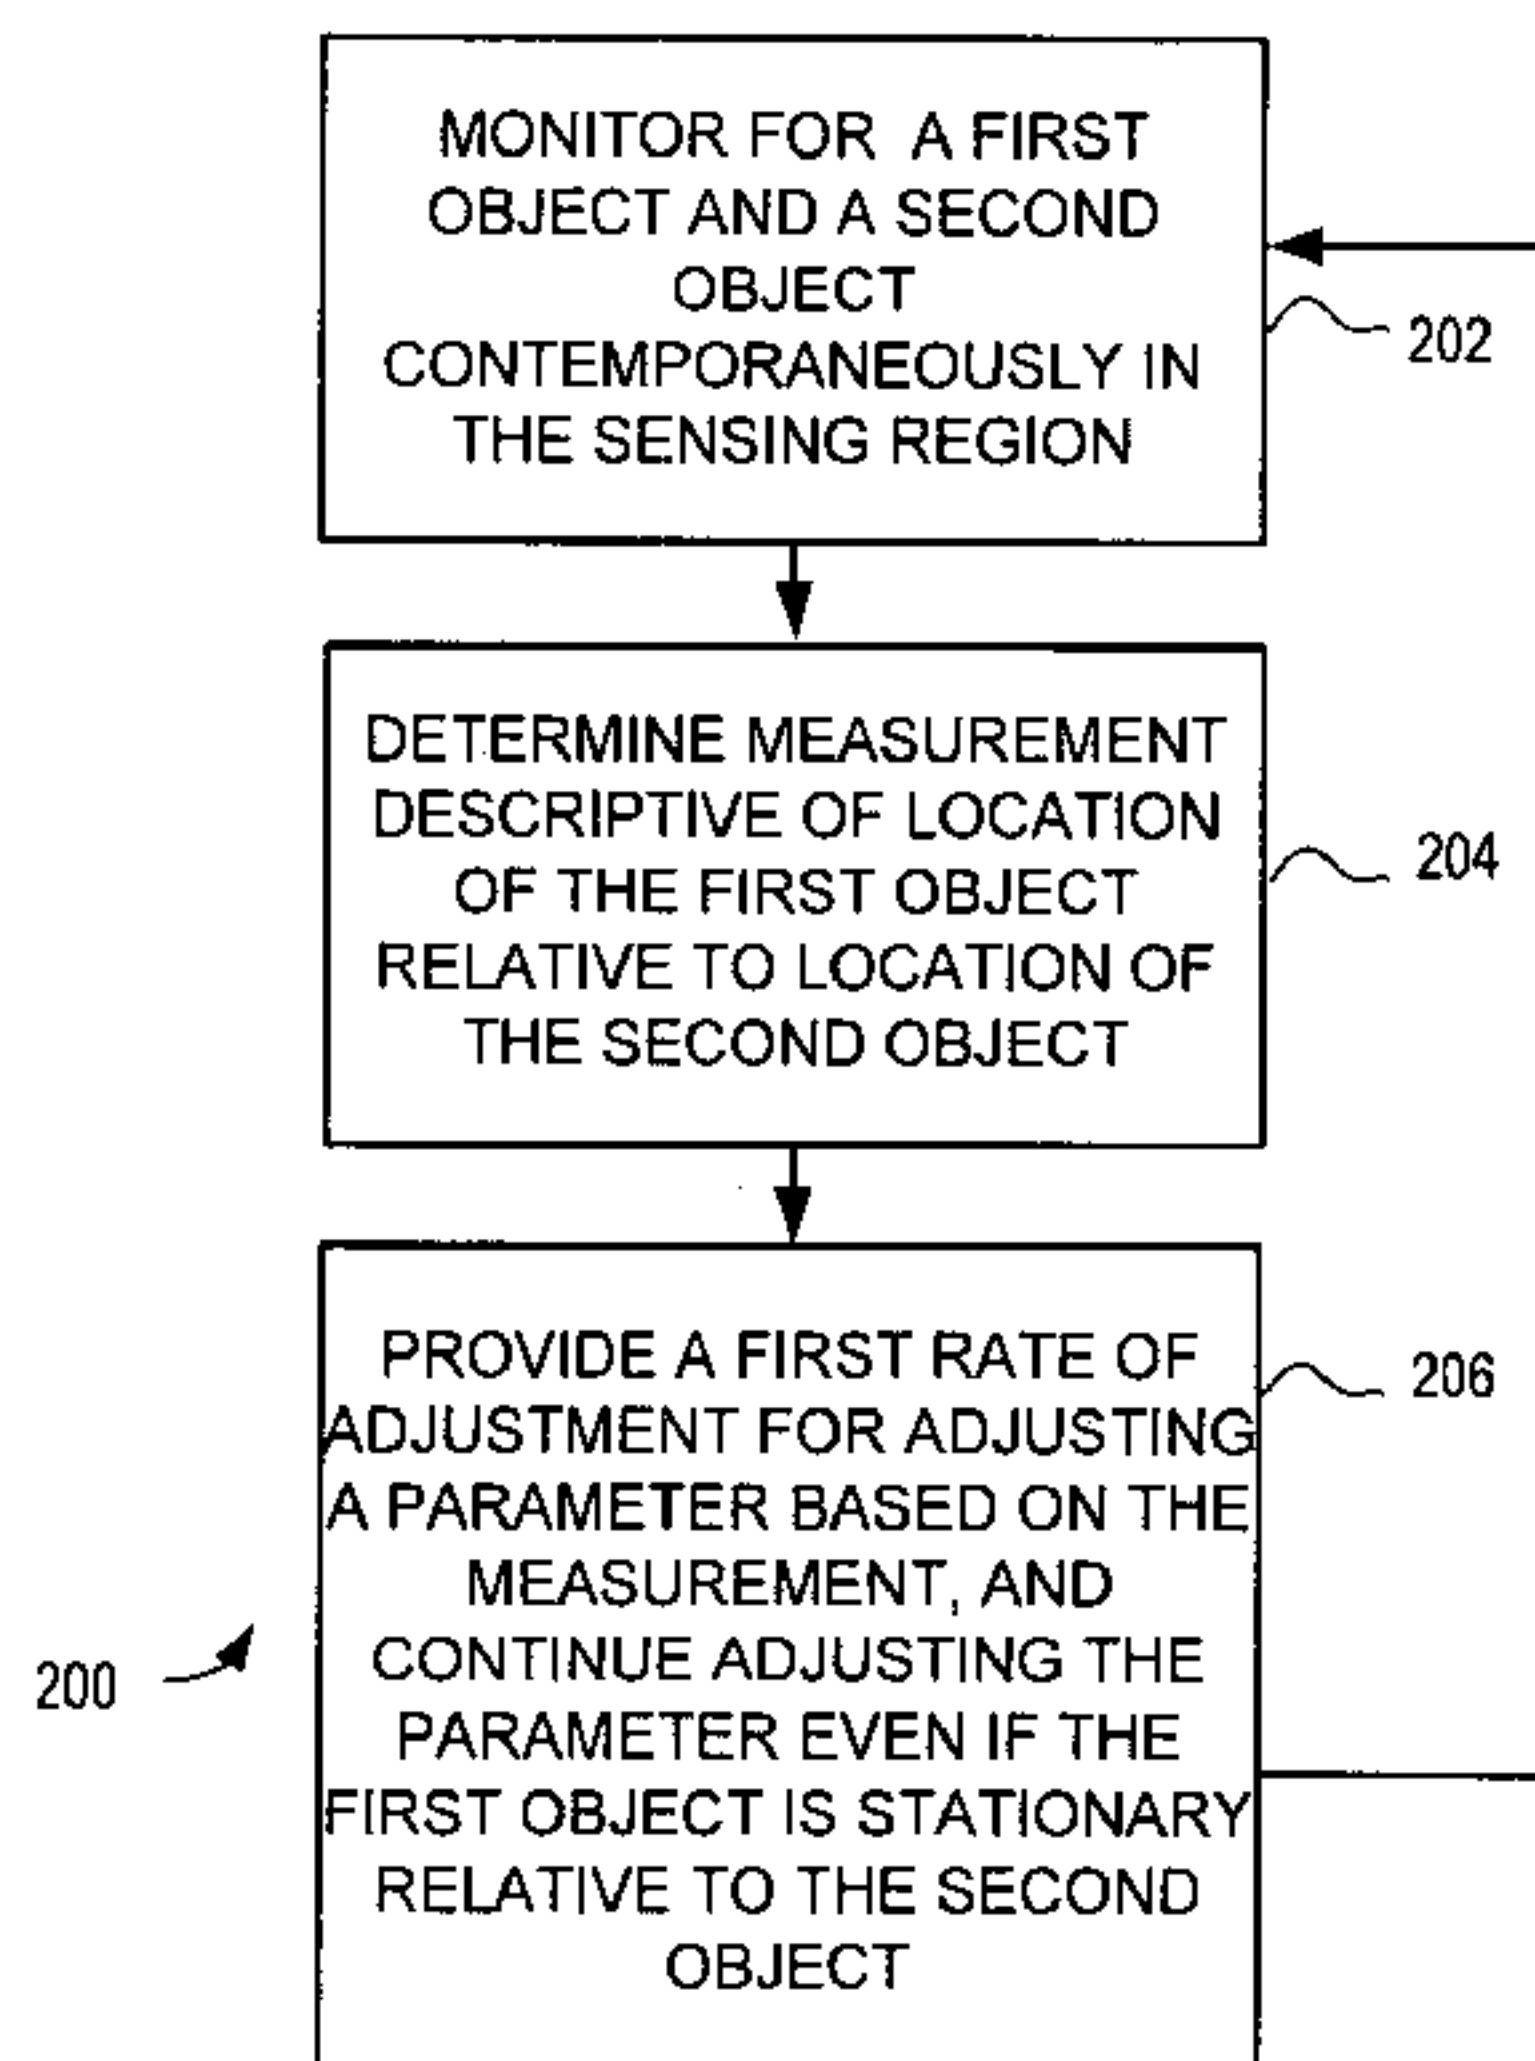 MONITOR FOR A FIRST
OBJECT AND A SECOND
OBJECT
CONTEMPORANEOUSLY IN
THE SENSING REGION
202
DETERMINE MEASUREMENT
DESCRIPTIVE OF LOCATION
OF THE FIRST OBJECT
RELATIVE TO LOCATION OF
THE SECOND OBJECT
204
PROVIDE A FIRST RATE OF
ADJUSTMENT FOR ADJUSTING
A PARAMETER BASED ON THE
MEASUREMENT, AND
CONTINUE ADJUSTING THE
PARAMETER EVEN IF THE
FIRST OBJECT IS STATIONARY
RELATIVE TO THE SECOND
OBJECT
206
200